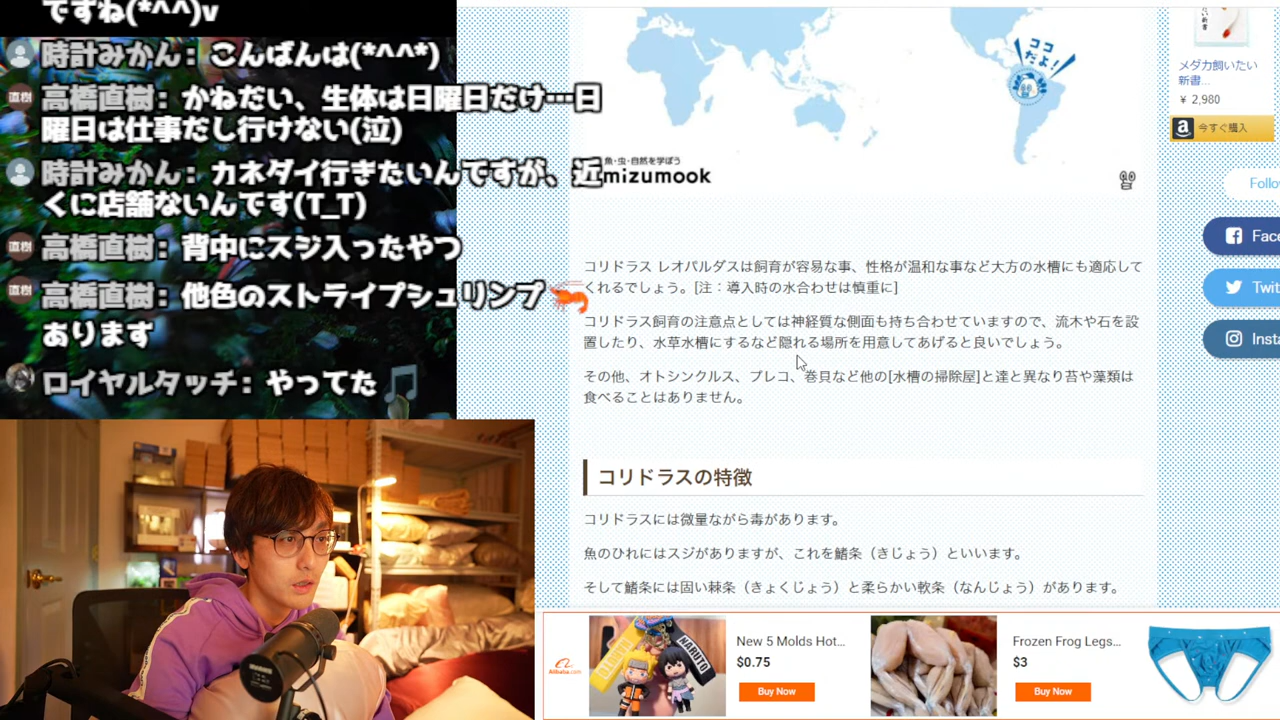 ですね(*^^)v
時計みかん: こんばんは(*^^*)
高橋直樹: かねだい、生体は日曜日だけ…日
曜日は仕事だし行けない(泣)
時計みかん: カネダイ行きたいんですが、近
くに店舗ないんです(T_T)
高橋直樹: 背中にスジ入ったやつ
高橋直樹: 他色のストライプシュリンプ🦐
あります
ロイヤルタッチ: やってた🎵
ココ
だよ!
魚・虫・自然を学ぼう
mizumook
コリドラス レオパルダスは飼育が容易な事、性格が温和な事など大方の水槽にも適応して
くれるでしょう。[注：導入時の水合わせは慎重に]
コリドラス飼育の注意点としては神経質な側面も持ち合わせていますので、流木や石を設
置したり、水草水槽にするなど隠れる場所を用意してあげると良いでしょう。
その他、オトシンクルス、プレコ、巻貝など他の[水槽の掃除屋]と達と異なり苔や藻類は
食べることはありません。
コリドラスの特徴
コリドラスには微量ながら毒があります。
魚のひれにはスジがありますが、これを鰭条（きじょう）といいます。
そして鰭条には固い棘条（きょくじょう）と柔らかい軟条（なんじょう）があります。
メダカ飼いたい
新書...
¥ 2,980
今すぐ購入
Follo
Face
Twit
Insta
Alibaba.com
NARUTO
New 5 Molds Hot...
$0.75
Buy Now
Frozen Frog Legs...
$3
Buy Now